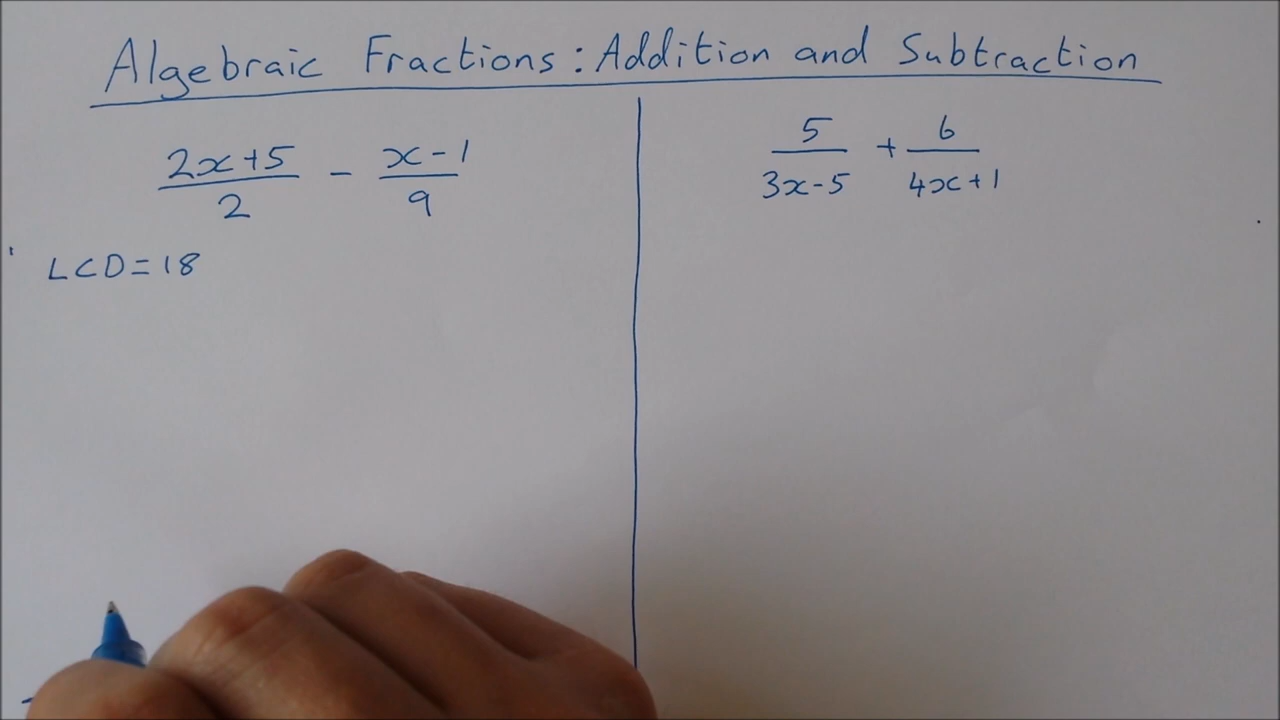 Algebraic Fractions: Addition and Subtraction
2x+5
2
-
x-1
9
LCD=18
5
3x-5
+
6
4x+1